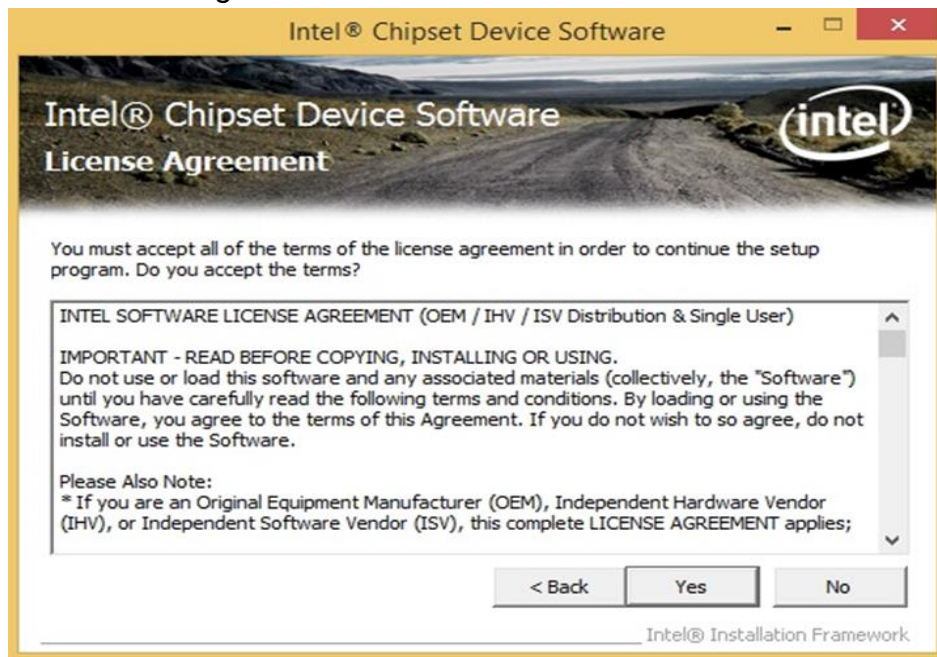 Intel® Chipset Device Software
Intel® Chipset Device Software
intel
License Agreement
You must accept all of the terms of the license agreement in order to continue the setup
program. Do you accept the terms?
INTEL SOFTWARE LICENSE AGREEMENT (OEM / IHV / ISV Distribution & Single User)
IMPORTANT - READ BEFORE COPYING, INSTALLING OR USING.
Do not use or load this software and any associated materials (collectively, the "Software")
until you have carefully read the following terms and conditions. By loading or using the
Software, you agree to the terms of this Agreement. If you do not wish to so agree, do not
install or use the Software.
Please Also Note:
* If you are an Original Equipment Manufacturer (OEM), Independent Hardware Vendor
(IHV), or Independent Software Vendor (ISV), this complete LICENSE AGREEMENT applies;
< Back Yes No
Intel® Installation Framework